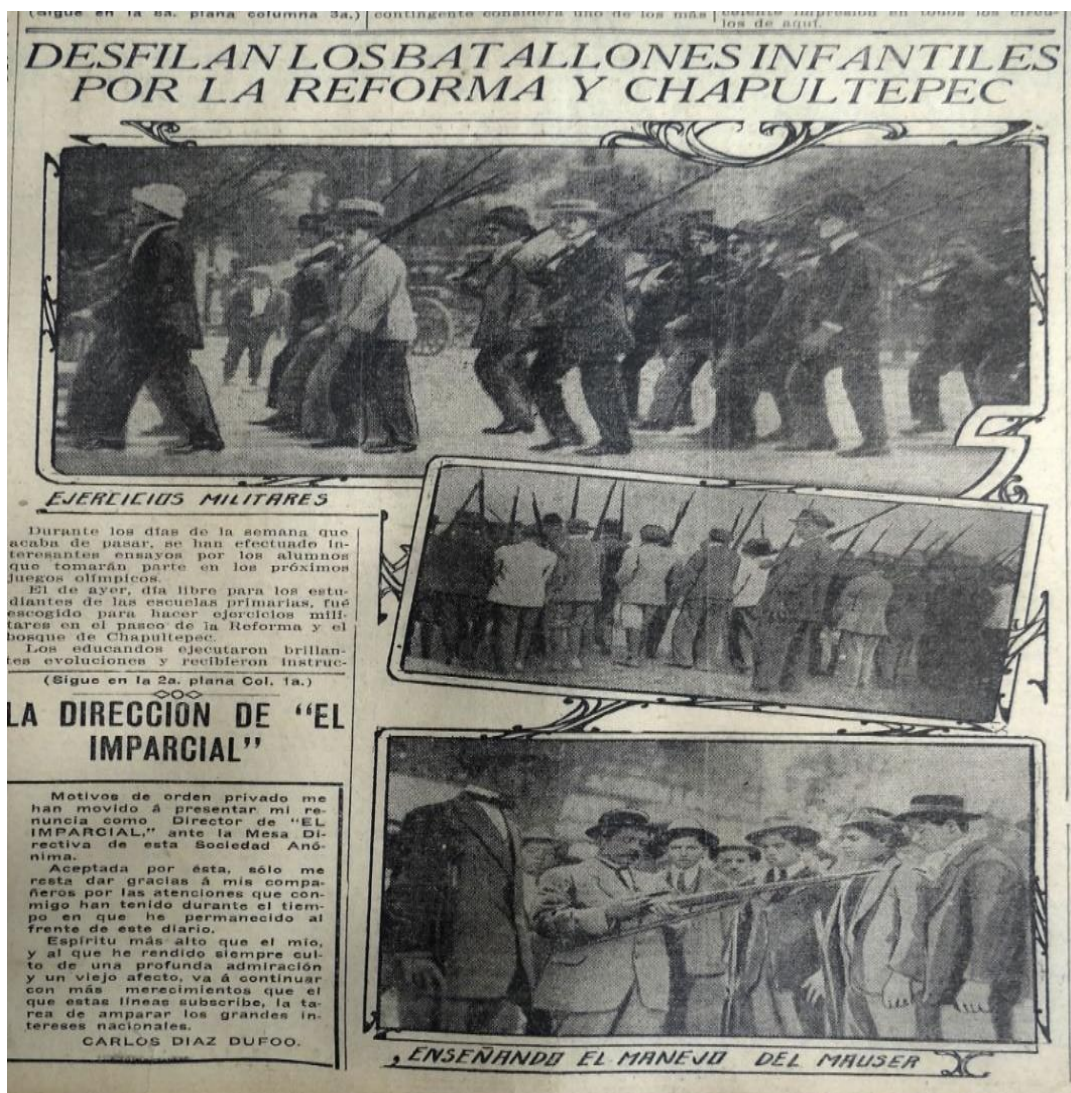 (Sigue en la 8a. plana columna 3a.)
contingente considera uno de los más
celente impresión en todos los círcu-
los de aquí.
DESFILAN LOS BATALLONES INFANTILES
POR LA REFORMA Y CHAPULTEPEC
EJERCICIOS MILITARES
Durante los días de la semana que
acaba de pasar, se han efectuado in-
teresantes ensayos por los alumnos
que tomarán parte en los próximos
juegos olímpicos.
El de ayer, día libre para los estu-
diantes de las escuelas primarias, fué
escogido para hacer ejercicios mili-
tares en el paseo de la Reforma y el
bosque de Chapultepec.
Los educandos ejecutaron brillan-
tes evoluciones y recibieron instruc-
(Sigue en la 2a. plana Col. 1a.)
LA DIRECCIÓN DE "EL
IMPARCIAL"
Motivos de orden privado me
han movido á presentar mi re-
nuncia como Director de "EL
IMPARCIAL," ante la Mesa Di-
rectiva de esta Sociedad Anó-
nima.
Aceptada por ésta, sólo me
resta dar gracias á mis compa-
ñeros por las atenciones que con-
migo han tenido durante el tiem-
po en que he permanecido al
frente de este diario.
Espíritu más alto que el mío,
y al que he rendido siempre cul-
to de una profunda admiración
y un viejo afecto, va á continuar
con más merecimientos que el
que estas líneas subscribe, la ta-
rea de amparar los grandes in-
tereses nacionales.
CARLOS DIAZ DUFOO.
ENSEÑANDO EL MANEJO DEL MAUSER